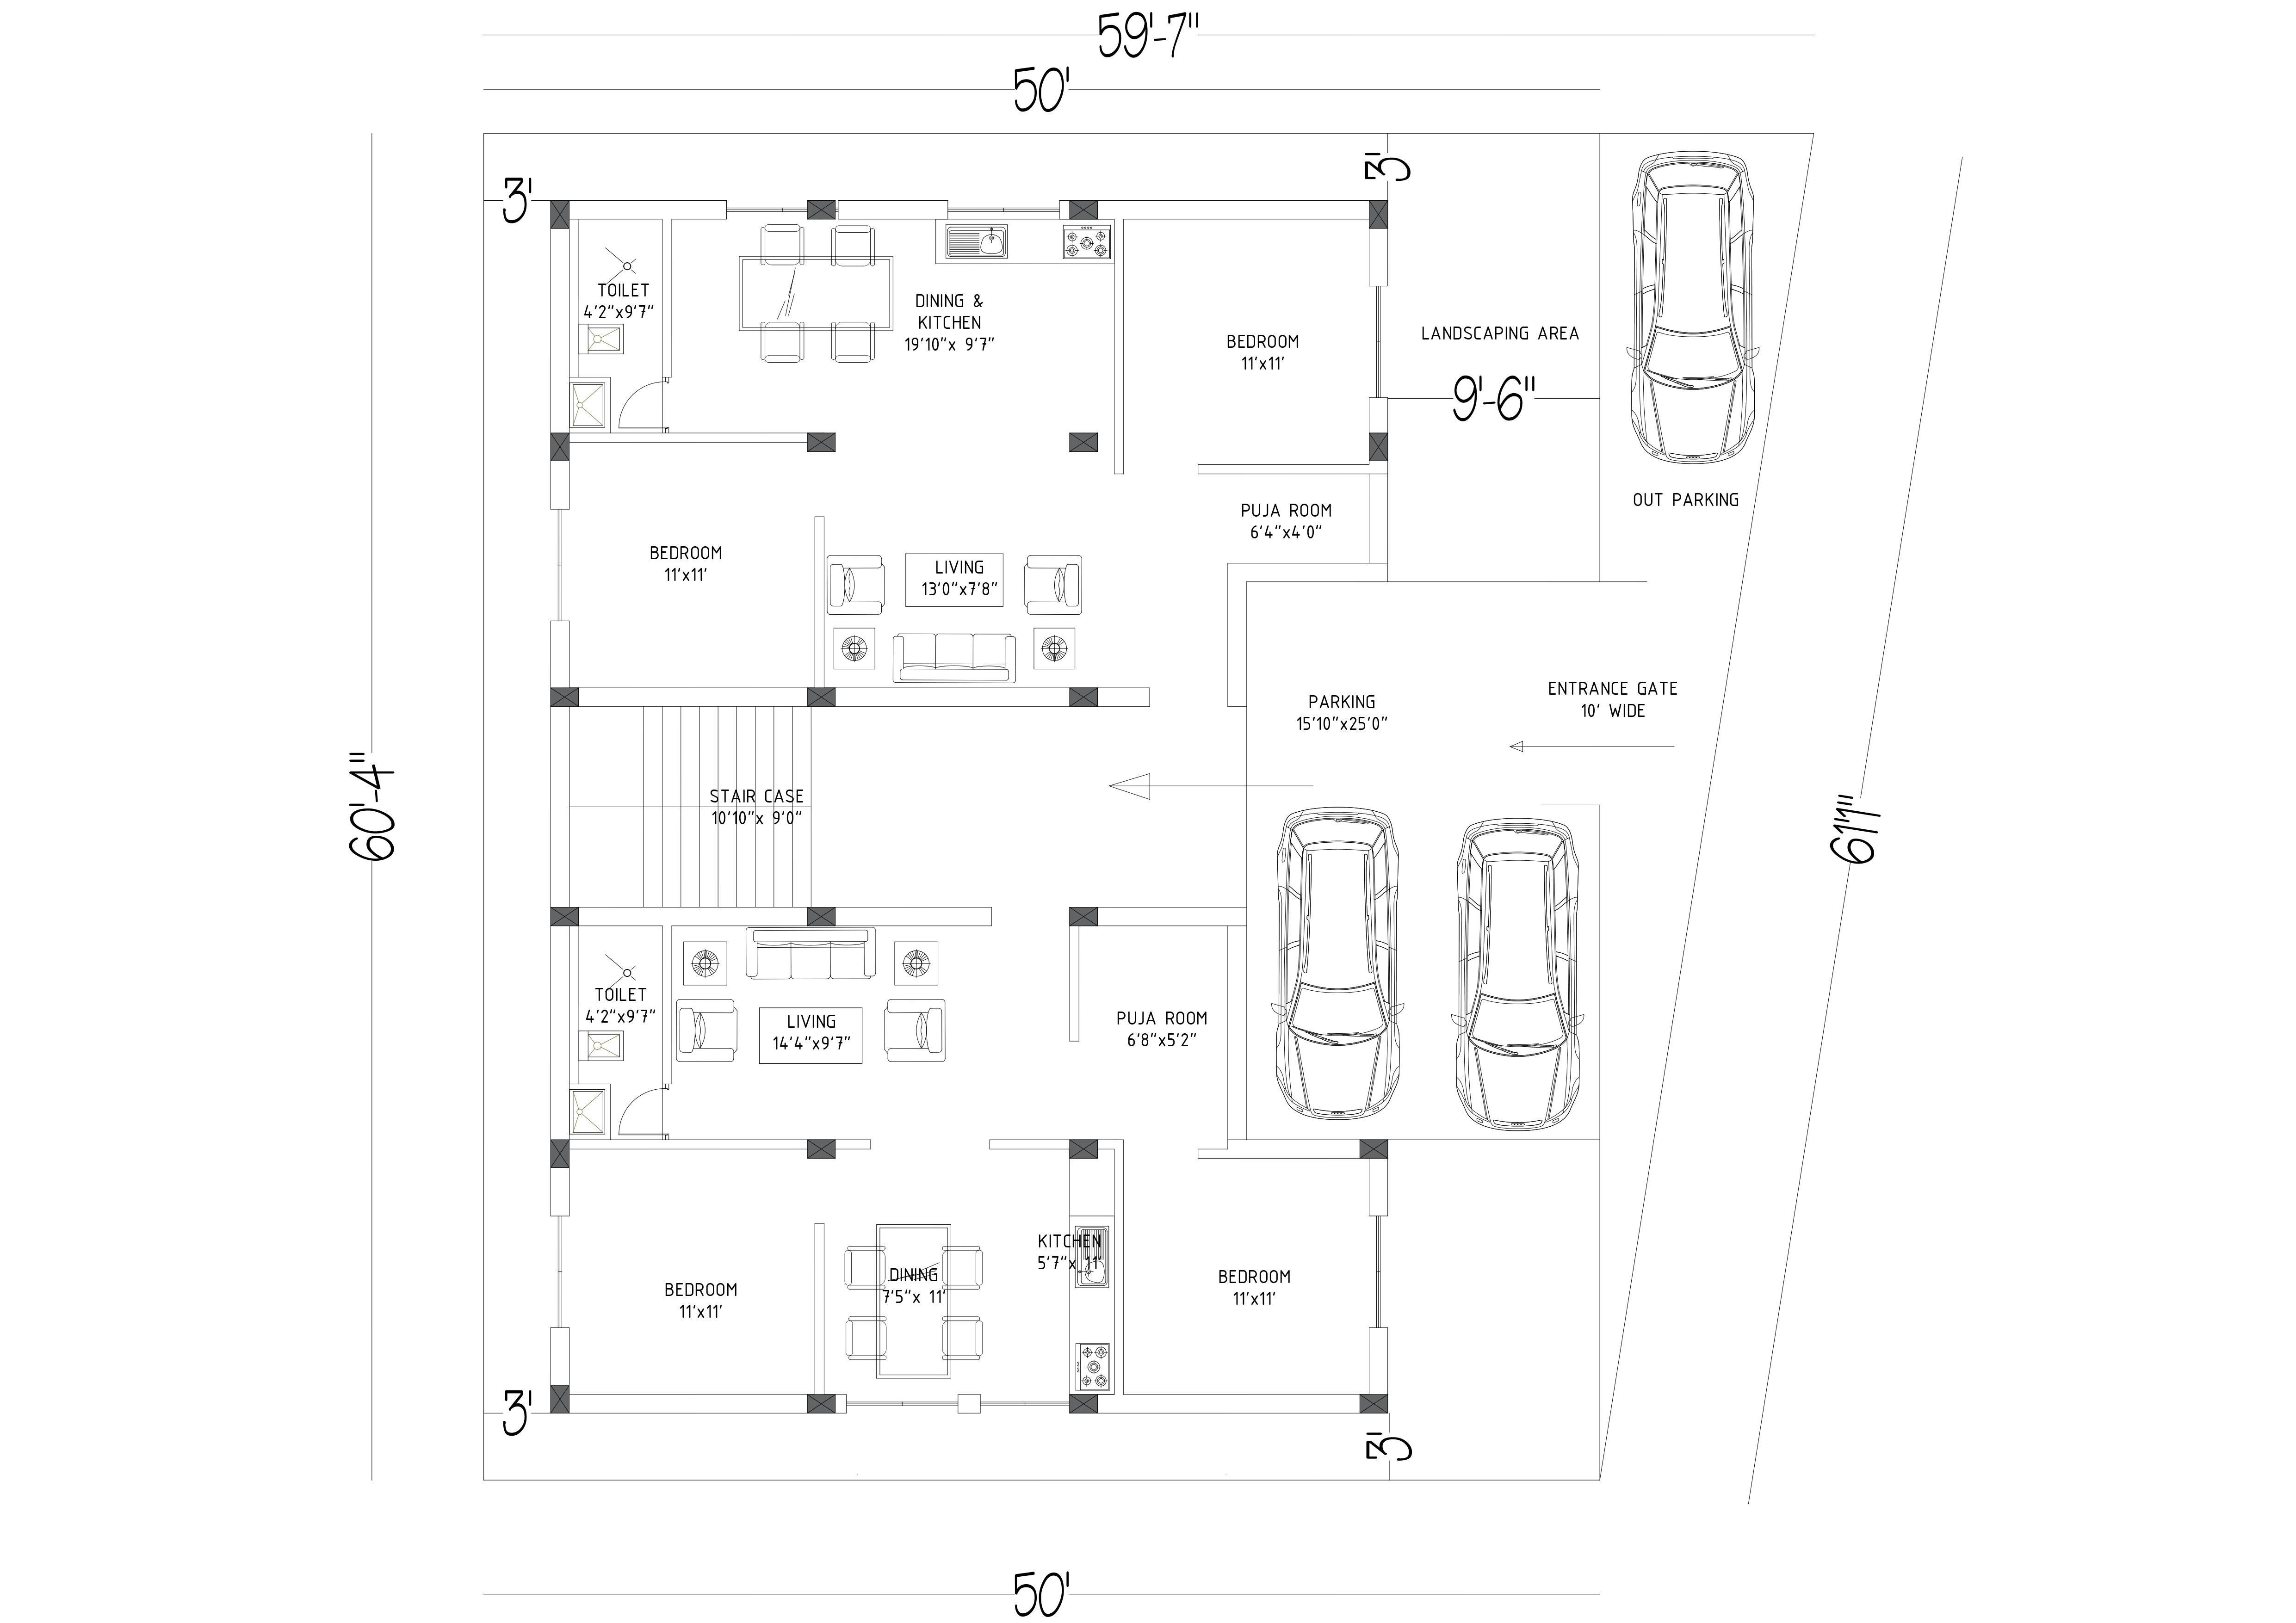 59'-7"
50'
3'
3'
TOILET
4'2"x9'7"
DINING &
KITCHEN
19'10"x 9'7"
BEDROOM
11'x11'
LANDSCAPING AREA
9'-6"
OUT PARKING
PUJA ROOM
6'4"x4'0"
BEDROOM
11'x11'
LIVING
13'0"x7'8"
PARKING
15'10"x25'0"
ENTRANCE GATE
10' WIDE
60'-4"
STAIR CASE
10'10"x 9'0"
61'1"
TOILET
4'2"x9'7"
LIVING
14'4"x9'7"
PUJA ROOM
6'8"x5'2"
KITCHEN
5'7"x 11'
DINING
7'5"x 11'
BEDROOM
11'x11'
BEDROOM
11'x11'
3'
3'
50'